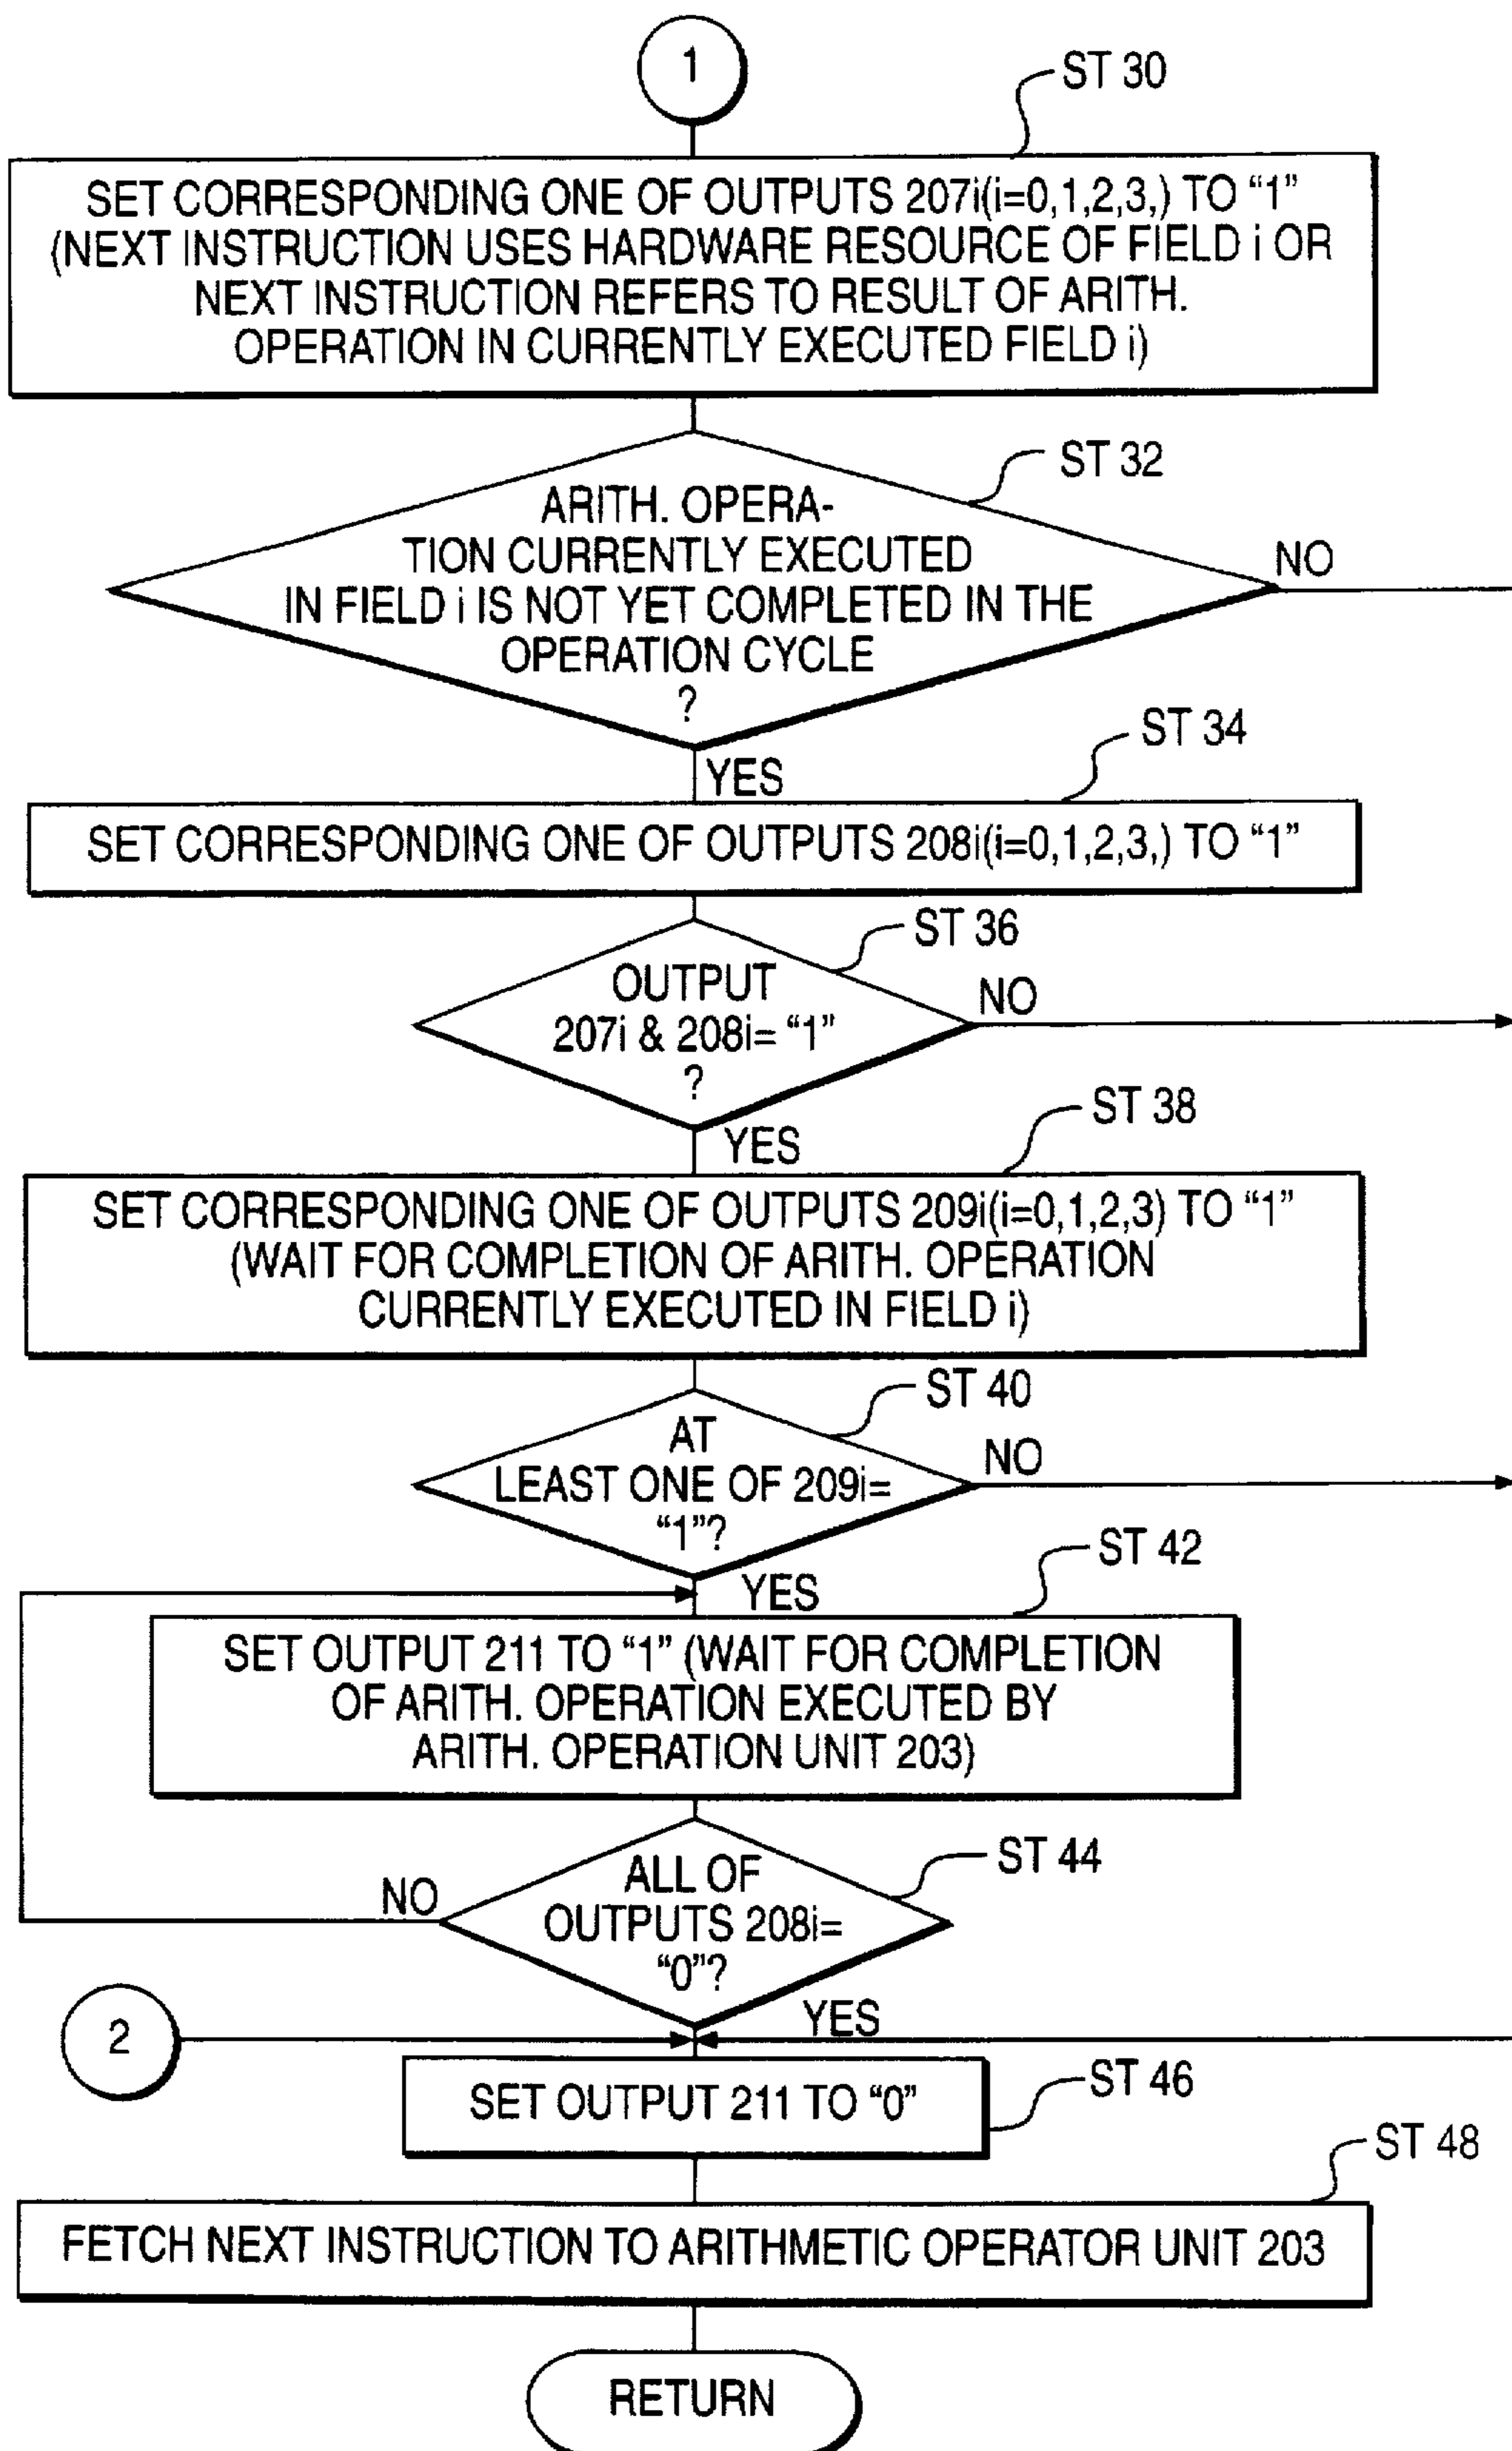 1
ST 30
SET CORRESPONDING ONE OF OUTPUTS 207i(i=0,1,2,3,) TO “1”
(NEXT INSTRUCTION USES HARDWARE RESOURCE OF FIELD i OR
NEXT INSTRUCTION REFERS TO RESULT OF ARITH.
OPERATION IN CURRENTLY EXECUTED FIELD i)
ST 32
ARITH. OPERA-
TION CURRENTLY EXECUTED
IN FIELD i IS NOT YET COMPLETED IN THE
OPERATION CYCLE
?
NO
YES
ST 34
SET CORRESPONDING ONE OF OUTPUTS 208i(i=0,1,2,3,) TO “1”
ST 36
OUTPUT
207i & 208i= “1”
?
NO
YES
ST 38
SET CORRESPONDING ONE OF OUTPUTS 209i(i=0,1,2,3) TO “1”
(WAIT FOR COMPLETION OF ARITH. OPERATION
CURRENTLY EXECUTED IN FIELD i)
ST 40
AT
LEAST ONE OF 209i=
“1”?
NO
YES
ST 42
SET OUTPUT 211 TO “1” (WAIT FOR COMPLETION
OF ARITH. OPERATION EXECUTED BY
ARITH. OPERATION UNIT 203)
ST 44
ALL OF
OUTPUTS 208i=
“0”?
NO
YES
2
ST 46
SET OUTPUT 211 TO “0”
ST 48
FETCH NEXT INSTRUCTION TO ARITHMETIC OPERATOR UNIT 203
RETURN